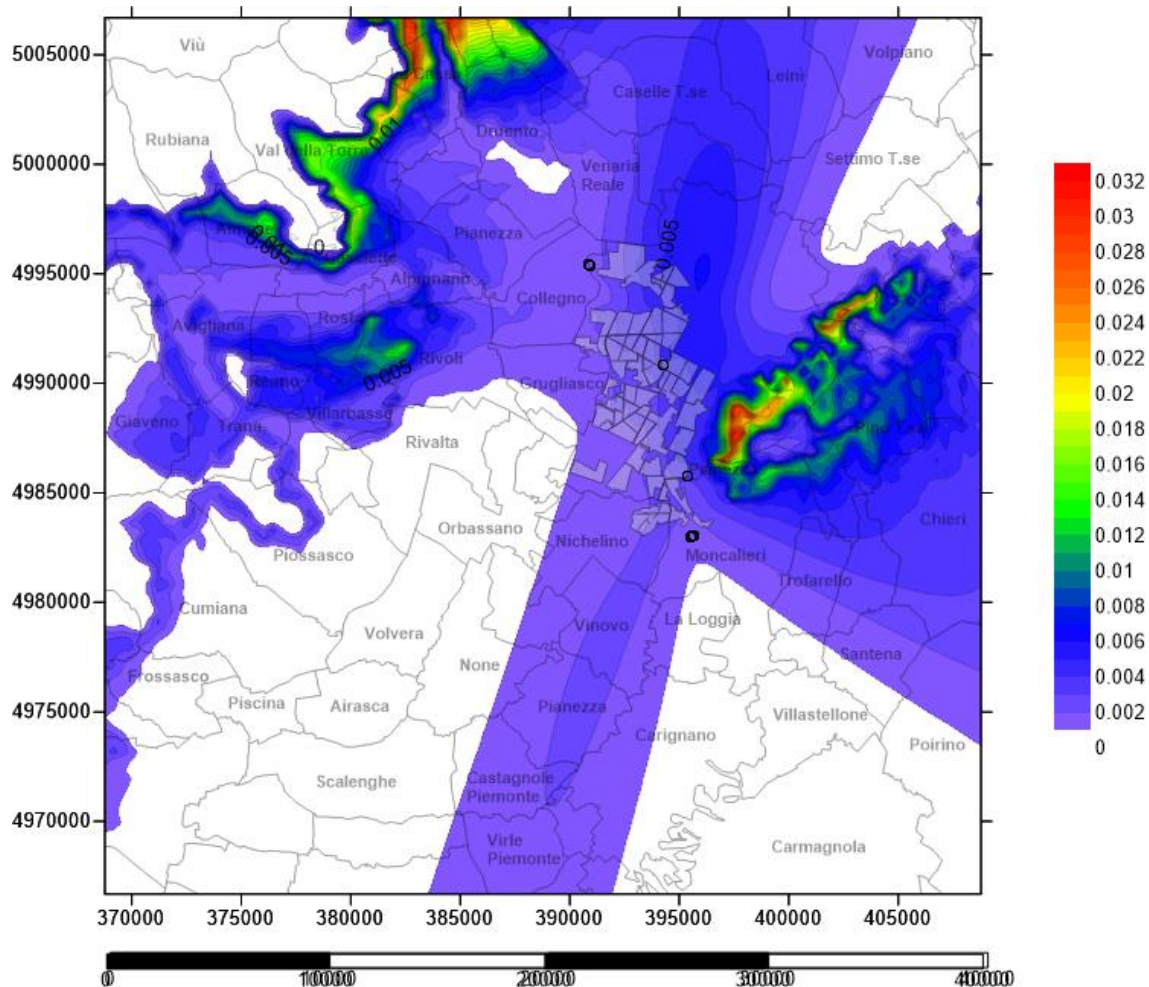 5005000
5000000
4995000
4990000
4985000
4980000
4975000
4970000
Viù
Volpiano
Leinì
Caselle T.se
Druento
Rubiana
Val della Torre
0.01
Venaria
Reale
Settimo T.se
Pianezza
0.005
0.005
0
Alpignano
Collegno
Avigliana
Rosta
Rivoli
0.005
Grugliasco
Reano
Villarbasse
Giaveno
Trana
Rivalta
Orbassano
Nichelino
Chieri
Piossasco
Moncalieri
Trofarello
Cumiana
Volvera
Vinovo
La Loggia
None
Santena
Frossasco
Piscina
Airasca
Pianezza
Villastellone
Carignano
Poirino
Scalenghe
Castagnole
Piemonte
Virle
Piemonte
Carmagnola
370000 375000 380000 385000 390000 395000 400000 405000
0.032
0.028
0.026
0.024
0.022
0.02
0.018
0.016
0.014
0.012
0.01
0.008
0.006
0.004
0.002
0
0 10000 20000 30000 40000